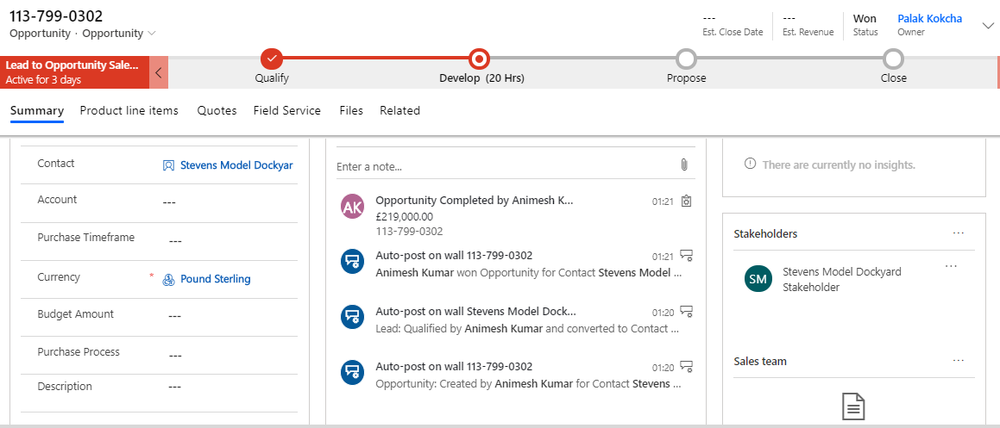 113-799-0302
Opportunity · Opportunity
---
Est. Close Date
---
Est. Revenue
Won
Status
Palak Kokcha
Owner
Lead to Opportunity Sale...
Active for 3 days
Qualify
Develop (20 Hrs)
Propose
Close
Summary Product line items Quotes Field Service Files Related
Contact Stevens Model Dockyar
Account ---
Purchase Timeframe ---
Currency * Pound Sterling
Budget Amount ---
Purchase Process ---
Description ---
Enter a note...
AK
Opportunity Completed by Animesh K... 01:21
£219,000.00
113-799-0302
Auto-post on wall 113-799-0302 01:21
Animesh Kumar won Opportunity for Contact Stevens Model ...
Auto-post on wall Stevens Model Dock... 01:20
Lead: Qualified by Animesh Kumar and converted to Contact ...
Auto-post on wall 113-799-0302 01:20
Opportunity: Created by Animesh Kumar for Contact Stevens ...
There are currently no insights.
Stakeholders ...
SM
Stevens Model Dockyard ...
Stakeholder
Sales team ...